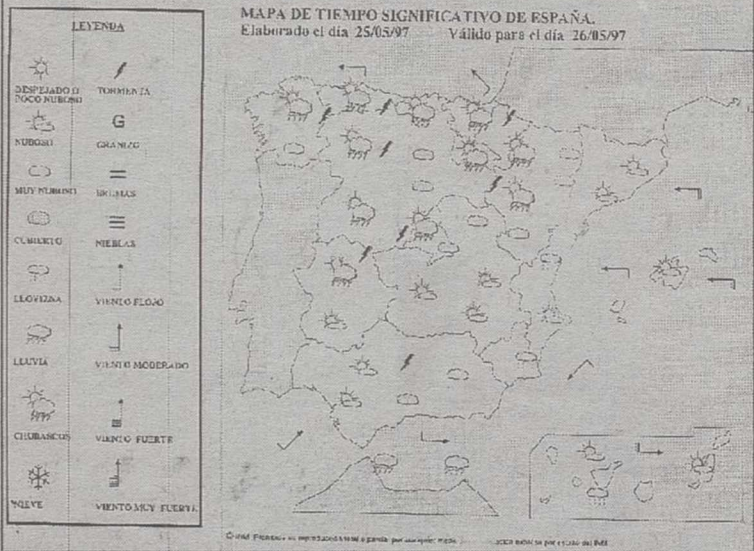 MAPA DE TIEMPO SIGNIFICATIVO DE ESPAÑA.
Elaborado el día 25/05/97 Válido para el día 26/05/97
LEYENDA
DESPEJADO O
POCO NUBOSO
TORMENTA
NUBOSO
G
GRANIZO
MUY NUBOSO
BRUMAS
CUBIERTO
NIEBLAS
LLOVIZNA
VIENTO FLOJO
LLUVIA
VIENTO MODERADO
CHUBASCOS
VIENTO FUERTE
NIEVE
VIENTO MUY FUERTE